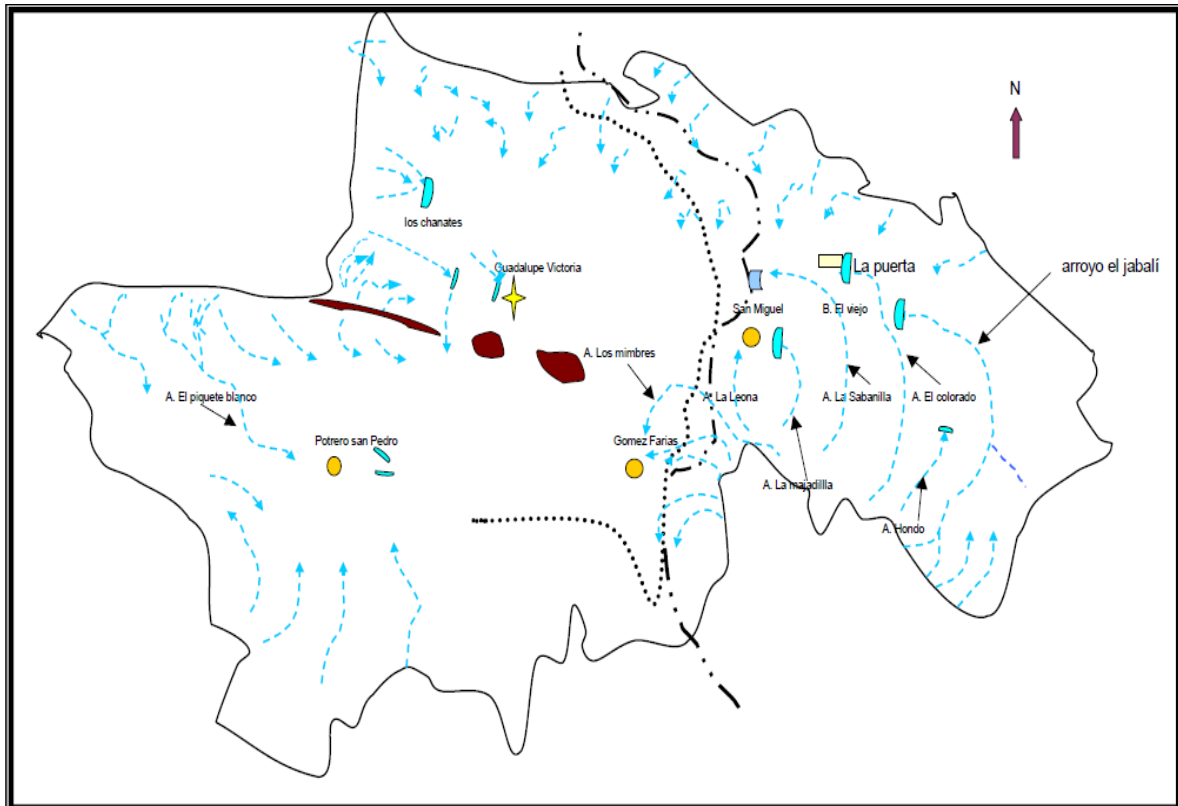 N
los chanates
Guadalupe Victoria
La puerta
arroyo el jabalí
San Miguel
B. El viejo
A. Los mimbres
A. El piquete blanco
A. La Leona
A. La Sabanilla
A. El colorado
Potrero san Pedro
Gomez Farias
A. La majadillla
A. Hondo